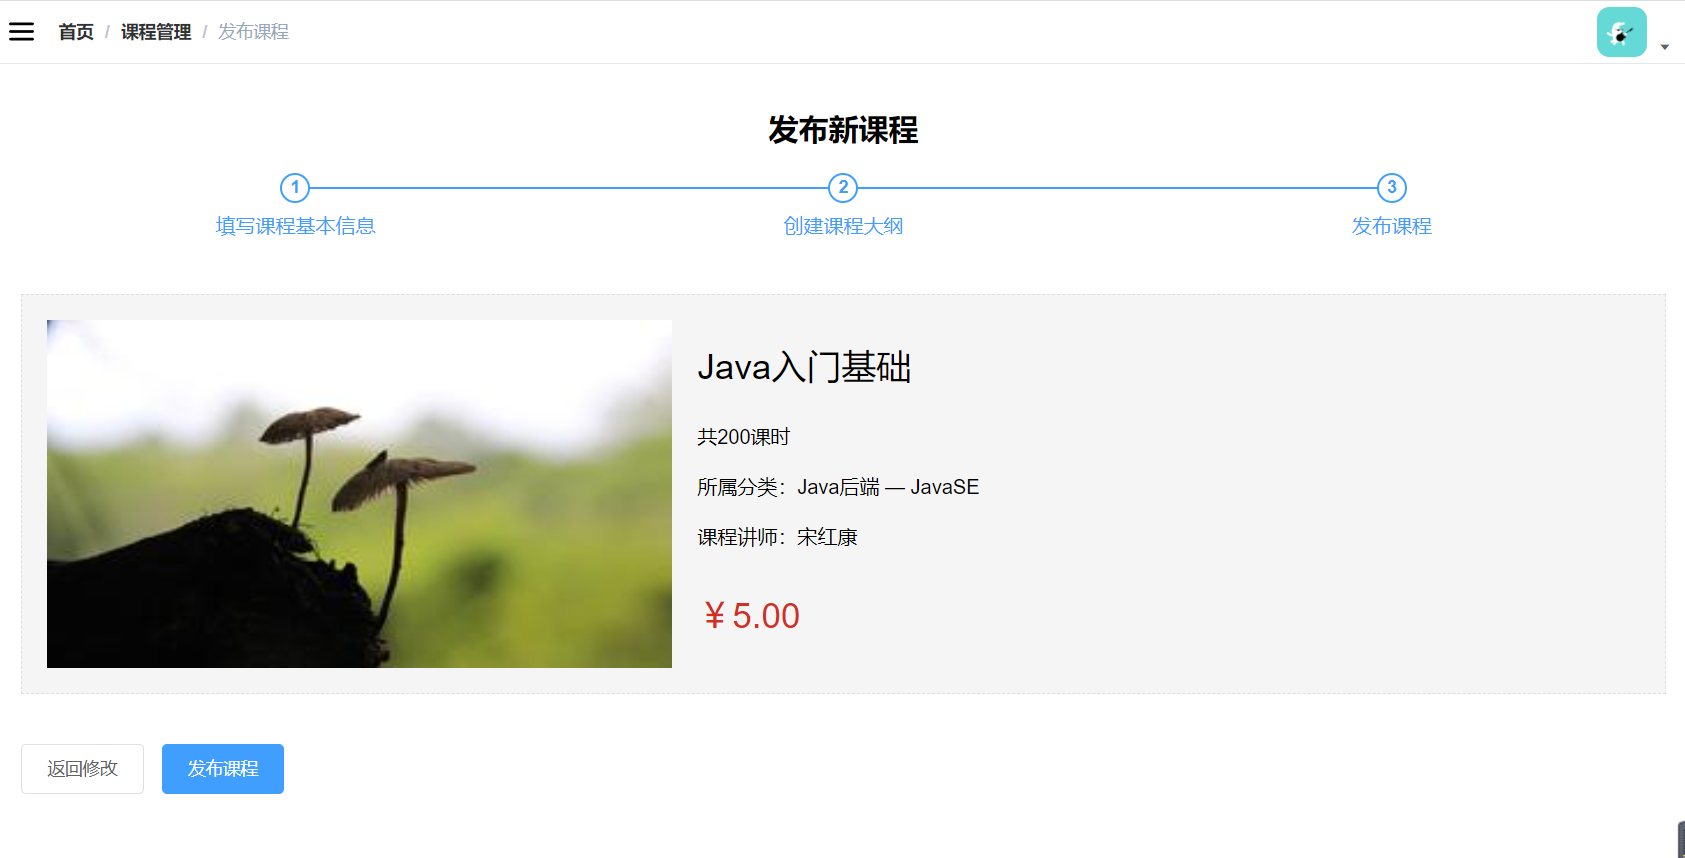 首页 / 课程管理 / 发布课程
发布新课程
1
2
3
填写课程基本信息
创建课程大纲
发布课程
Java入门基础
共200课时
所属分类：Java后端 — JavaSE
课程讲师：宋红康
￥5.00
返回修改
发布课程